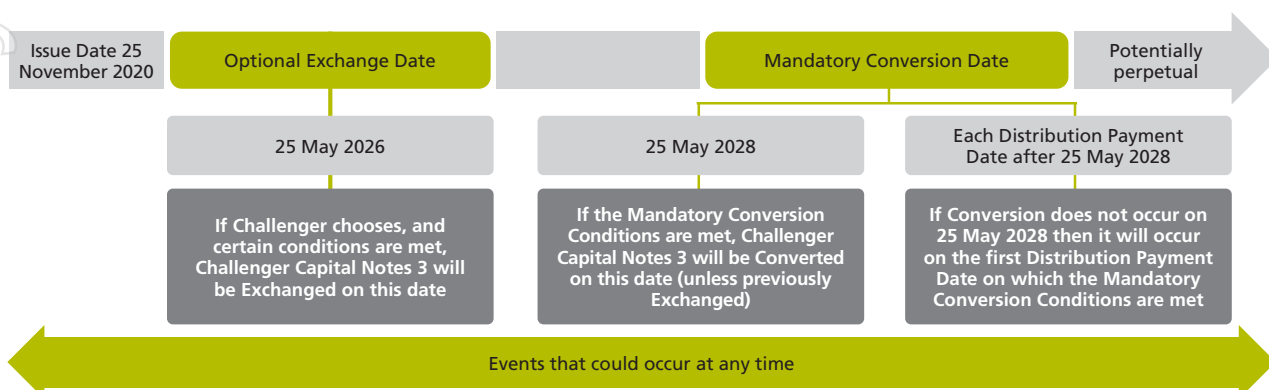 Issue Date 25
November 2020
Optional Exchange Date
Mandatory Conversion Date
Potentially
perpetual
25 May 2026
25 May 2028
Each Distribution Payment
Date after 25 May 2028
If Challenger chooses, and
certain conditions are met,
Challenger Capital Notes 3 will
be Exchanged on this date
If the Mandatory Conversion
Conditions are met, Challenger
Capital Notes 3 will be Converted
on this date (unless previously
Exchanged)
If Conversion does not occur on
25 May 2028 then it will occur
on the first Distribution Payment
Date on which the Mandatory
Conversion Conditions are met
Events that could occur at any time